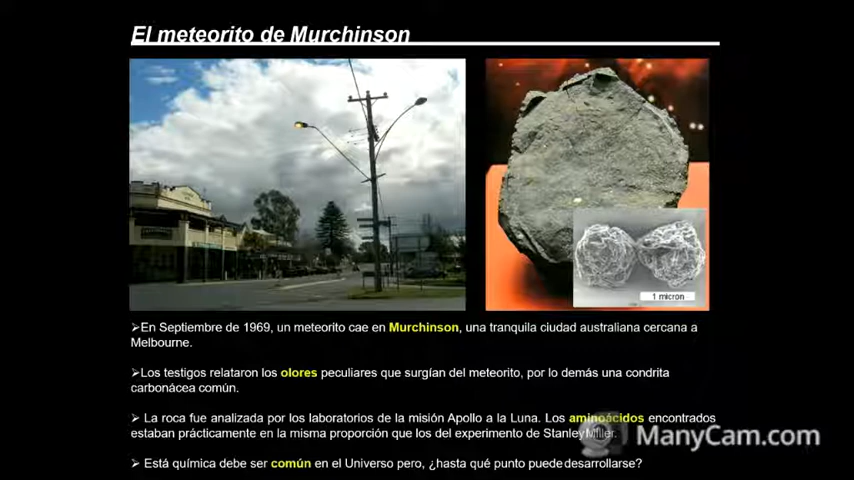 El meteorito de Murchinson
1 micron
➢En Septiembre de 1969, un meteorito cae en Murchinson, una tranquila ciudad australiana cercana a
Melbourne.
➢Los testigos relataron los olores peculiares que surgían del meteorito, por lo demás una condrita
carbonácea común.
➢ La roca fue analizada por los laboratorios de la misión Apollo a la Luna. Los aminoácidos encontrados
estaban prácticamente en la misma proporción que los del experimento de Stanley Miller.
➢ Está química debe ser común en el Universo pero, ¿hasta qué punto puede desarrollarse?
ManyCam.com